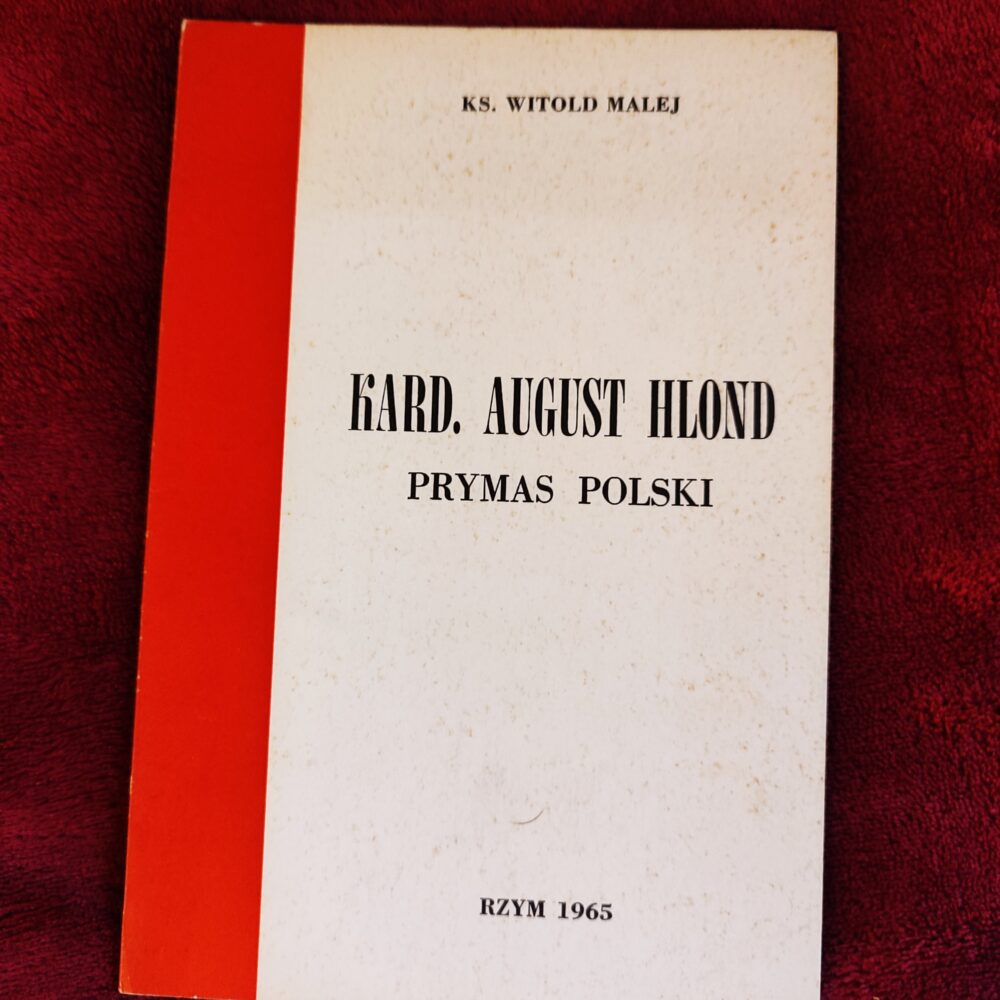 KS. WITOLD MALEJ
KARD. AUGUST HLOND
PRYMAS POLSKI
RZYM 1965